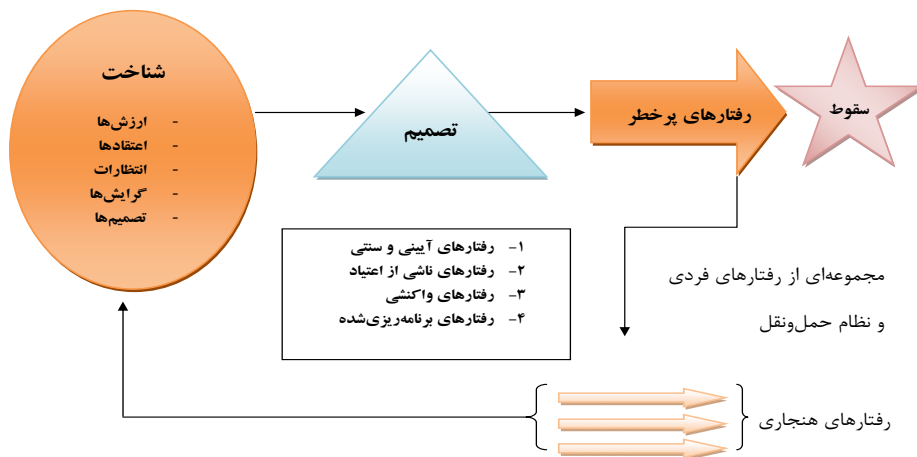 شناخت
- ارزش‌ها
- اعتقادها
- انتظارات
- گرایش‌ها
- تصمیم‌ها
تصمیم
رفتارهای پرخطر
سقوط
۱- رفتارهای آیینی و سنتی
۲- رفتارهای ناشی از اعتیاد
۳- رفتارهای واکنشی
۴- رفتارهای برنامه‌ریزی‌شده
مجموعه‌ای از رفتارهای فردی
و نظام حمل‌ونقل
رفتارهای هنجاری